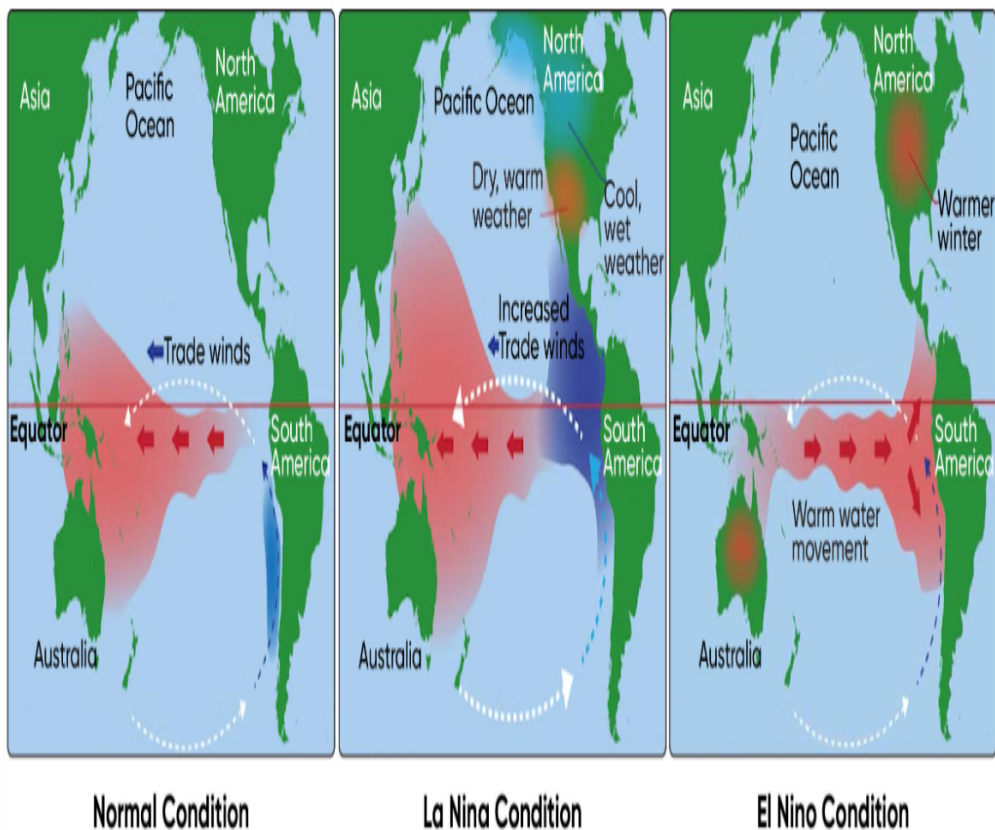 Asia
Pacific
Ocean
North
America
Trade winds
Equator
South
America
Australia
Normal Condition
North
America
Pacific Ocean
Dry, warm
weather
Cool,
wet
weather
Increased
Trade winds
Equator
South
America
Australia
La Nina Condition
Asia
North
America
Pacific
Ocean
Warmer
winter
Equator
South
America
Warm water
movement
Australia
El Nino Condition